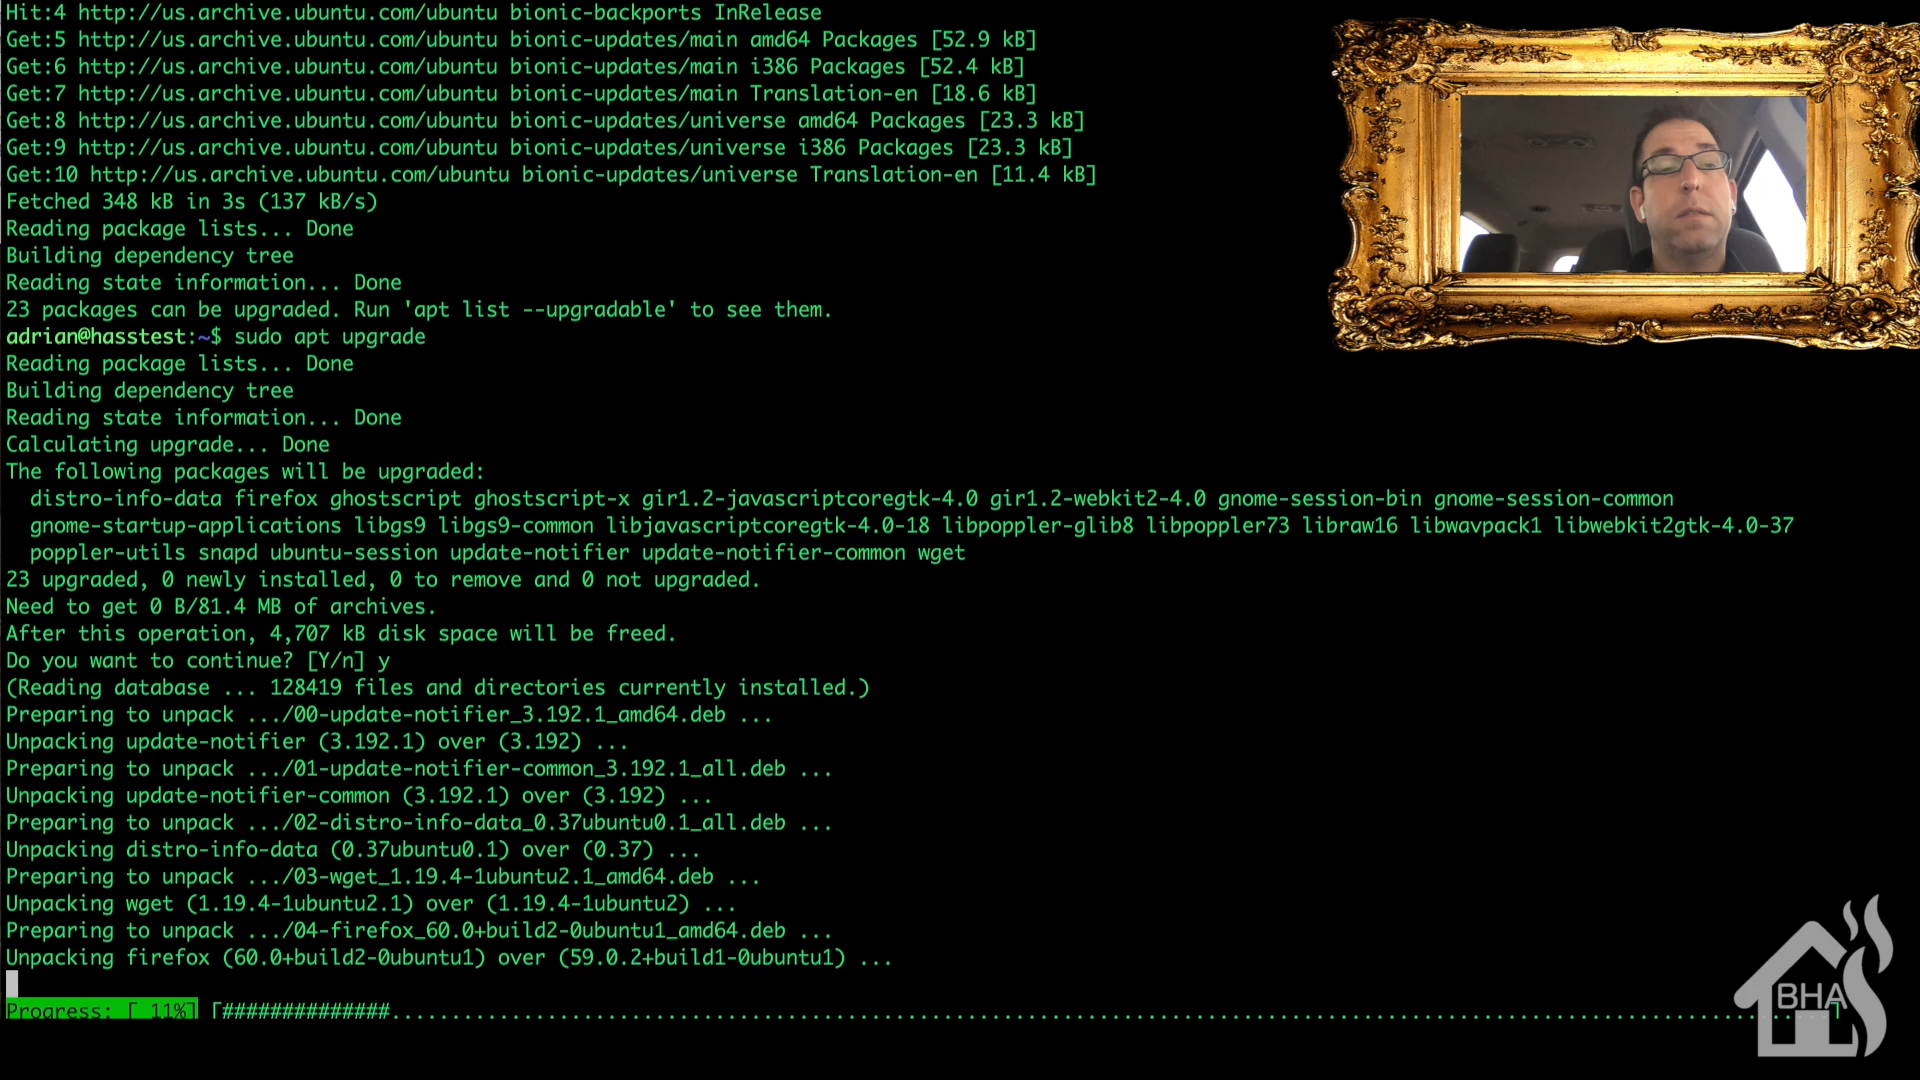 Hit:4 http://us.archive.ubuntu.com/ubuntu bionic-backports InRelease
Get:5 http://us.archive.ubuntu.com/ubuntu bionic-updates/main amd64 Packages [52.9 kB]
Get:6 http://us.archive.ubuntu.com/ubuntu bionic-updates/main i386 Packages [52.4 kB]
Get:7 http://us.archive.ubuntu.com/ubuntu bionic-updates/main Translation-en [18.6 kB]
Get:8 http://us.archive.ubuntu.com/ubuntu bionic-updates/universe amd64 Packages [23.3 kB]
Get:9 http://us.archive.ubuntu.com/ubuntu bionic-updates/universe i386 Packages [23.3 kB]
Get:10 http://us.archive.ubuntu.com/ubuntu bionic-updates/universe Translation-en [11.4 kB]
Fetched 348 kB in 3s (137 kB/s)
Reading package lists... Done
Building dependency tree
Reading state information... Done
23 packages can be upgraded. Run 'apt list --upgradable' to see them.
adrian@hasstest:~$ sudo apt upgrade
Reading package lists... Done
Building dependency tree
Reading state information... Done
Calculating upgrade... Done
The following packages will be upgraded:
distro-info-data firefox ghostscript ghostscript-x gir1.2-javascriptcoregtk-4.0 gir1.2-webkit2-4.0 gnome-session-bin gnome-session-common
gnome-startup-applications libgs9 libgs9-common libjavascriptcoregtk-4.0-18 libpoppler-glib8 libpoppler73 libraw16 libwavpack1 libwebkit2gtk-4.0-37
poppler-utils snapd ubuntu-session update-notifier update-notifier-common wget
23 upgraded, 0 newly installed, 0 to remove and 0 not upgraded.
Need to get 0 B/81.4 MB of archives.
After this operation, 4,707 kB disk space will be freed.
Do you want to continue? [Y/n] y
(Reading database ... 128419 files and directories currently installed.)
Preparing to unpack .../00-update-notifier_3.192.1_amd64.deb ...
Unpacking update-notifier (3.192.1) over (3.192) ...
Preparing to unpack .../01-update-notifier-common_3.192.1_all.deb ...
Unpacking update-notifier-common (3.192.1) over (3.192) ...
Preparing to unpack .../02-distro-info-data_0.37ubuntu0.1_all.deb ...
Unpacking distro-info-data (0.37ubuntu0.1) over (0.37) ...
Preparing to unpack .../03-wget_1.19.4-1ubuntu2.1_amd64.deb ...
Unpacking wget (1.19.4-1ubuntu2.1) over (1.19.4-1ubuntu2) ...
Preparing to unpack .../04-firefox_60.0+build2-0ubuntu1_amd64.deb ...
Unpacking firefox (60.0+build2-0ubuntu1) over (59.0.2+build1-0ubuntu1) ...
Progress: [ 11%] [##############.........................................................................................................................]
BHA